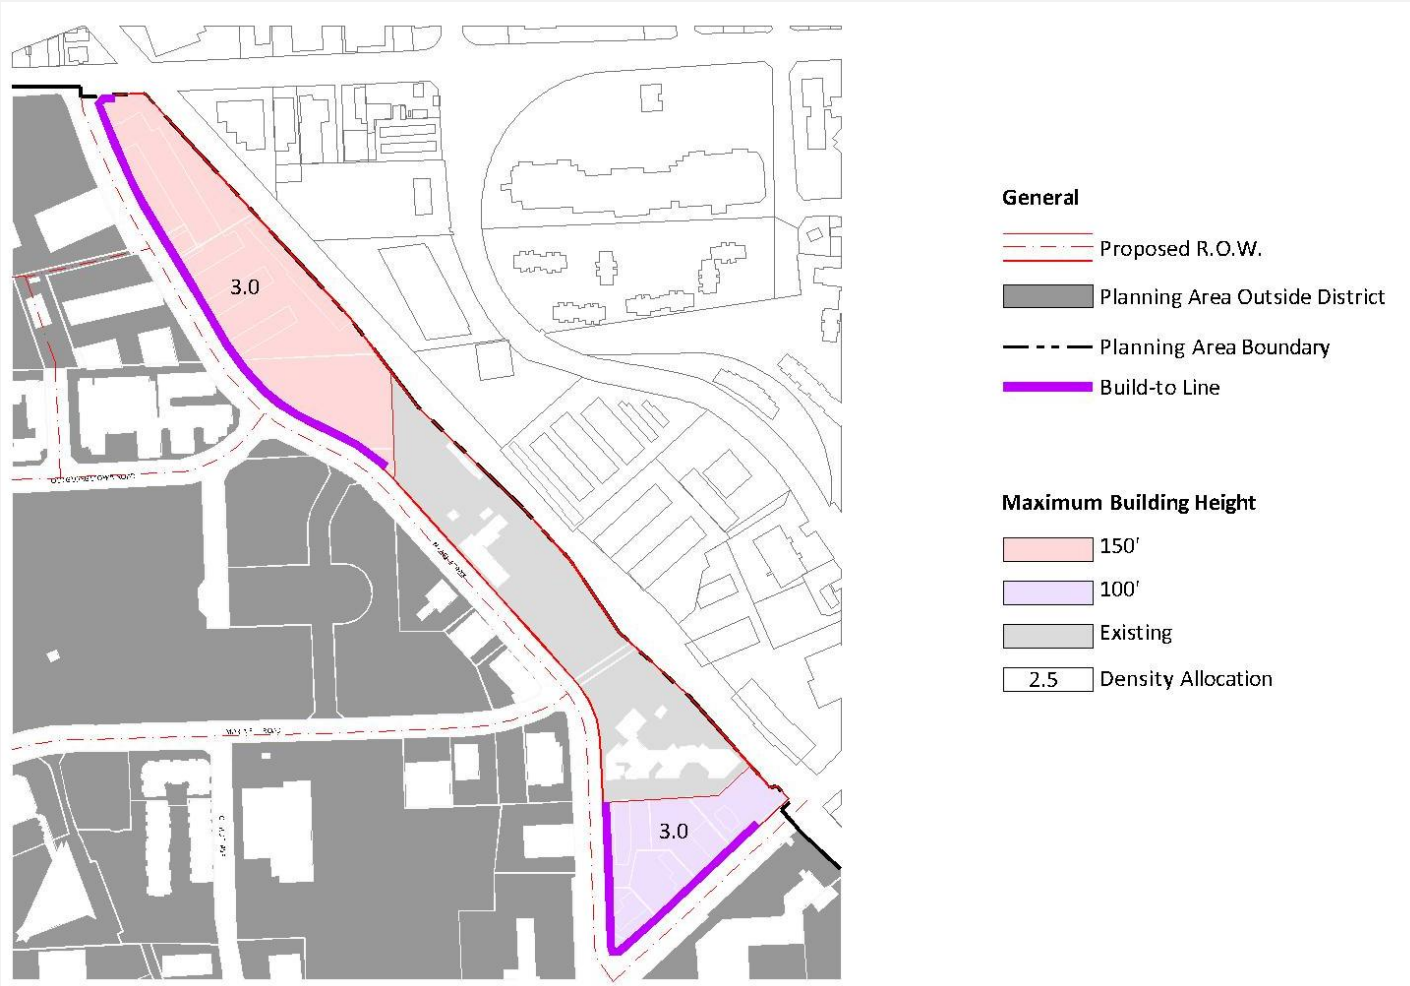 General
Proposed R.O.W.
Planning Area Outside District
Planning Area Boundary
Build-to Line
Maximum Building Height
150'
100'
Existing
2.5 Density Allocation
3.0
3.0